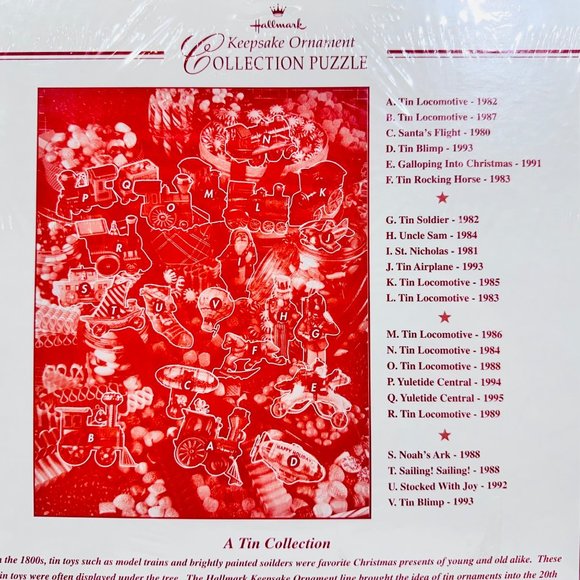 Hallmark
Keepsake Ornament
COLLECTION PUZZLE
A. Tin Locomotive - 1982
B. Tin Locomotive - 1987
C. Santa's Flight - 1980
D. Tin Blimp - 1993
E. Galloping Into Christmas - 1991
F. Tin Rocking Horse - 1983
G. Tin Soldier - 1982
H. Uncle Sam - 1984
I. St. Nicholas - 1981
J. Tin Airplane - 1993
K. Tin Locomotive - 1985
L. Tin Locomotive - 1983
M. Tin Locomotive - 1986
N. Tin Locomotive - 1984
O. Tin Locomotive - 1988
P. Yuletide Central - 1994
Q. Yuletide Central - 1995
R. Tin Locomotive - 1989
S. Noah's Ark - 1988
T. Sailing! Sailing! - 1988
U. Stocked With Joy - 1992
V. Tin Blimp - 1993
N
P Q O M L K
R
J I
S T U V H G
F
C E
B A HAPPY HOLIDAYS
D
A Tin Collection
n the 1800s, tin toys such as model trains and brightly painted soilders were favorite Christmas presents of young and old alike. These
in toys were often displayed under the tree. The Hallmark Keepsake Ornament line brought the idea of tin ornaments into the 20th